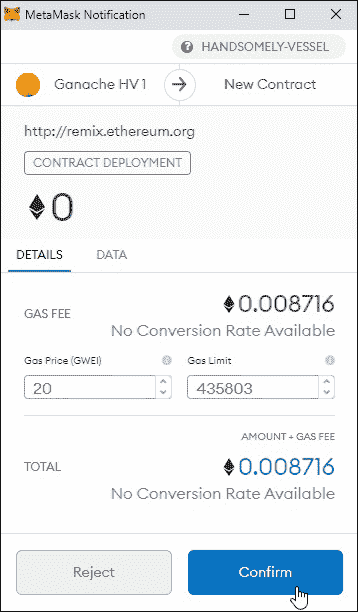 MetaMask Notification
HANDSOMELY-VESSEL
Ganache HV 1 New Contract
http://remix.ethereum.org
CONTRACT DEPLOYMENT
0
DETAILS DATA
GAS FEE 0.008716
No Conversion Rate Available
Gas Price (GWEI) Gas Limit
20 435803
AMOUNT + GAS FEE
TOTAL 0.008716
No Conversion Rate Available
Reject Confirm